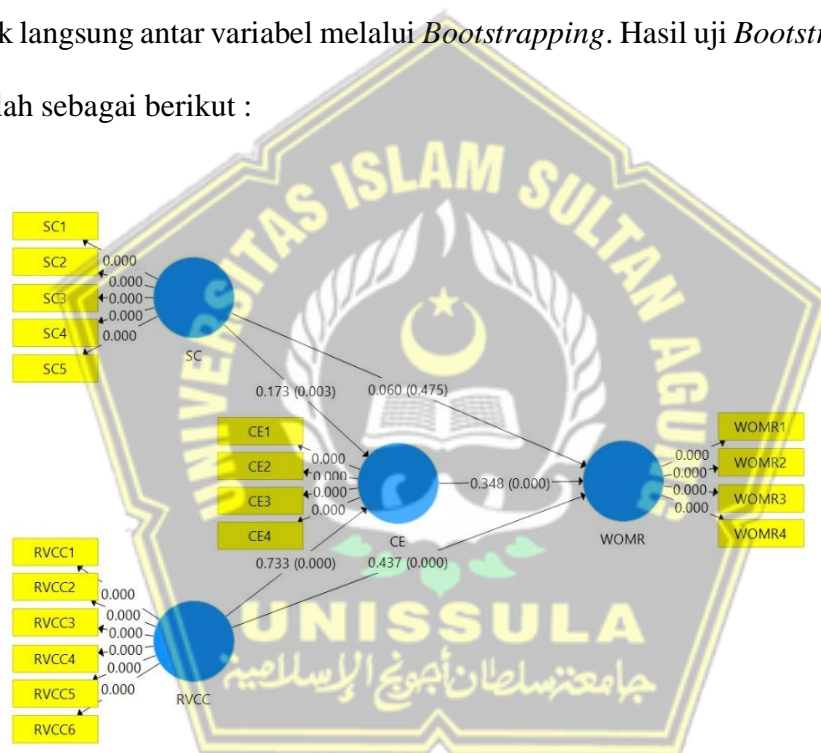 k langsung antar variabel melalui Bootstrapping. Hasil uji Bootstr
lah sebagai berikut :
UNIVERSITAS ISLAM SULTAN AGUNG
SC1
SC2
SC3
SC4
SC5
0.000
0.000
0.000
0.000
0.000
SC
0.173 (0.003)
0.060 (0.475)
CE1
CE2
CE3
CE4
0.000
0.000
0.000
0.000
CE
0.348 (0.000)
WOMR1
WOMR2
WOMR3
WOMR4
0.000
0.000
0.000
0.000
WOMR
0.733 (0.000)
0.437 (0.000)
RVCC1
RVCC2
RVCC3
RVCC4
RVCC5
RVCC6
0.000
0.000
0.000
0.000
0.000
0.000
RVCC
UNISSULA
جامعتسلطان أجونج الإسلامية